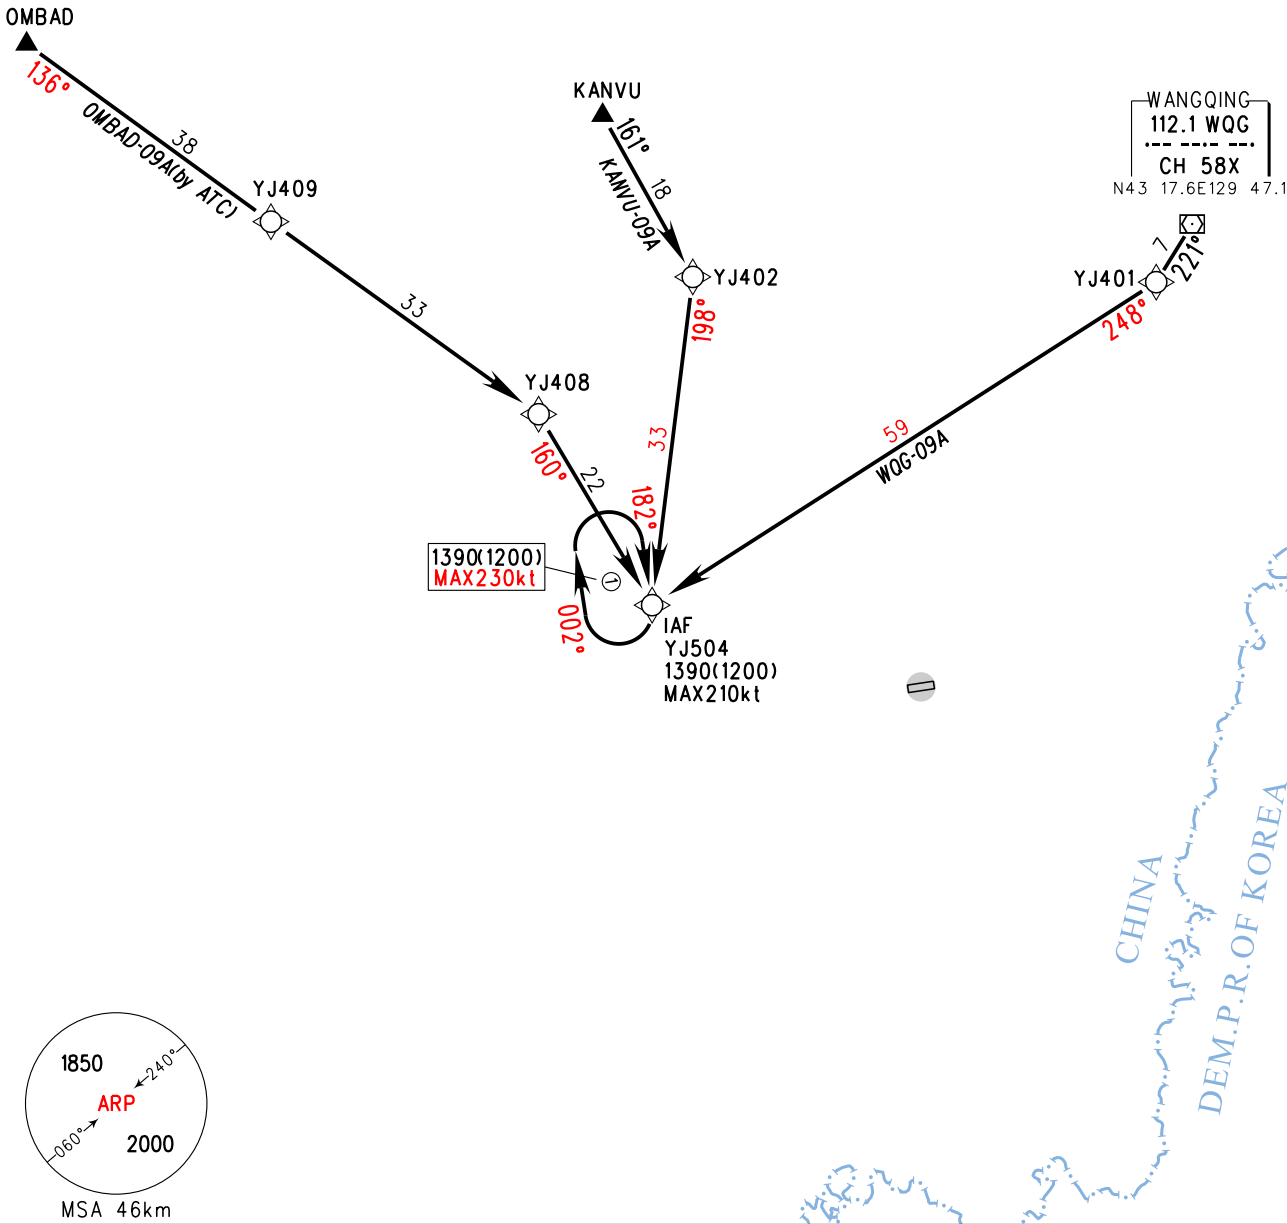 OMBAD
136°
38
OMBAD-09A(by ATC)
YJ409
33
YJ408
160°
22
KANVU
161°
18
KANVU-09A
YJ402
198°
33
182°
WANGQING
112.1 WQG
CH 58X
N43 17.6E129 47.1
7
221°
YJ401
248°
59
WQG-09A
1390(1200)
MAX230kt
1
002°
IAF
YJ504
1390(1200)
MAX210kt
CHINA
DEM.P.R.OF KOREA
1850
240°
ARP
060°
2000
MSA 46km